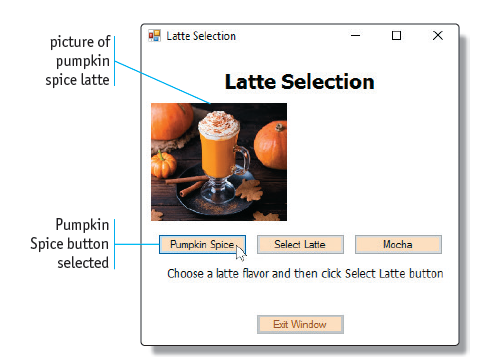 Latte Selection
picture of
pumpkin
spice latte
Latte Selection
Pumpkin
Spice button
selected
Pumpkin Spice
Select Latte
Mocha
Choose a latte flavor and then click Select Latte button
Exit Window